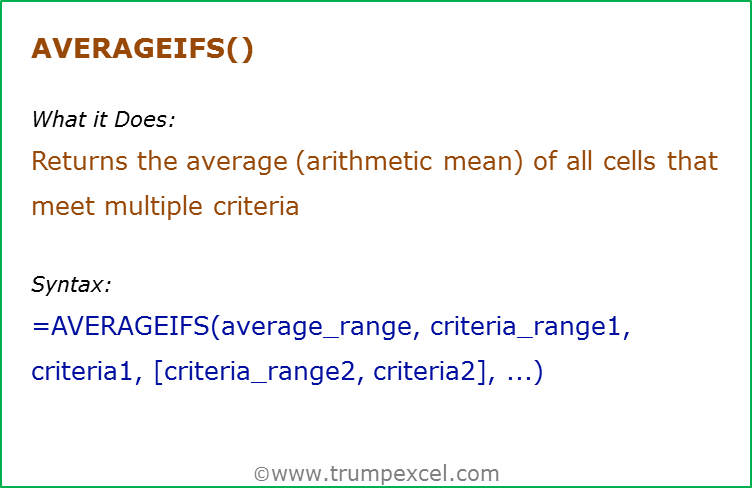 AVERAGEIFS()
What it Does:
Returns the average (arithmetic mean) of all cells that
meet multiple criteria
Syntax:
=AVERAGEIFS(average_range, criteria_range1,
criteria1, [criteria_range2, criteria2], ...)
©www.trumpexcel.com